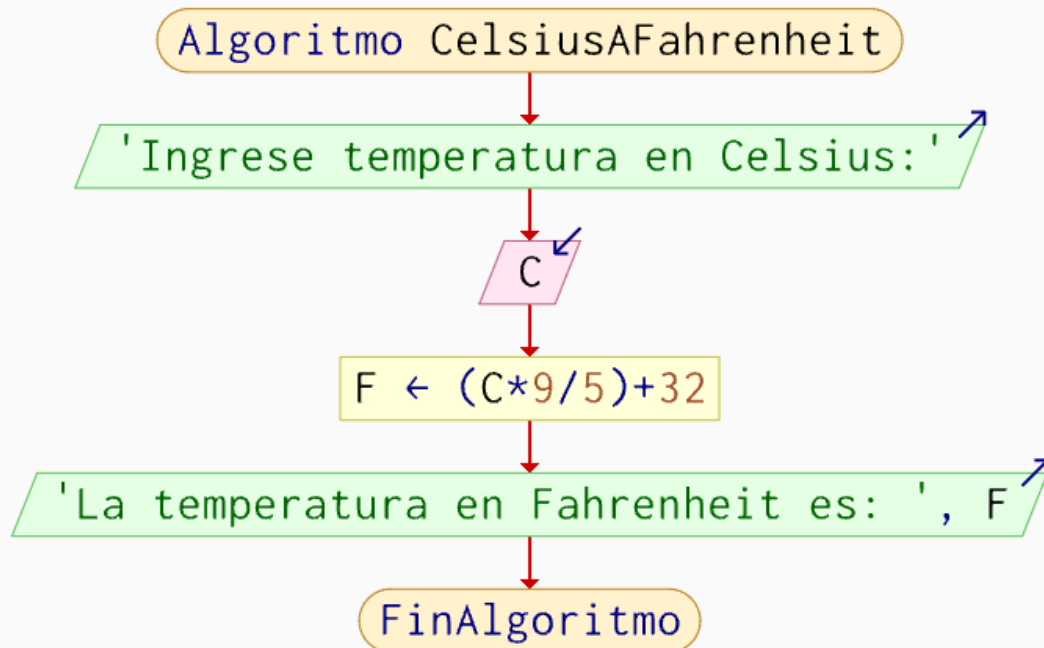 Algoritmo CelsiusAFahrenheit
'Ingrese temperatura en Celsius:'
C
F ← (C*9/5)+32
'La temperatura en Fahrenheit es: ', F
FinAlgoritmo